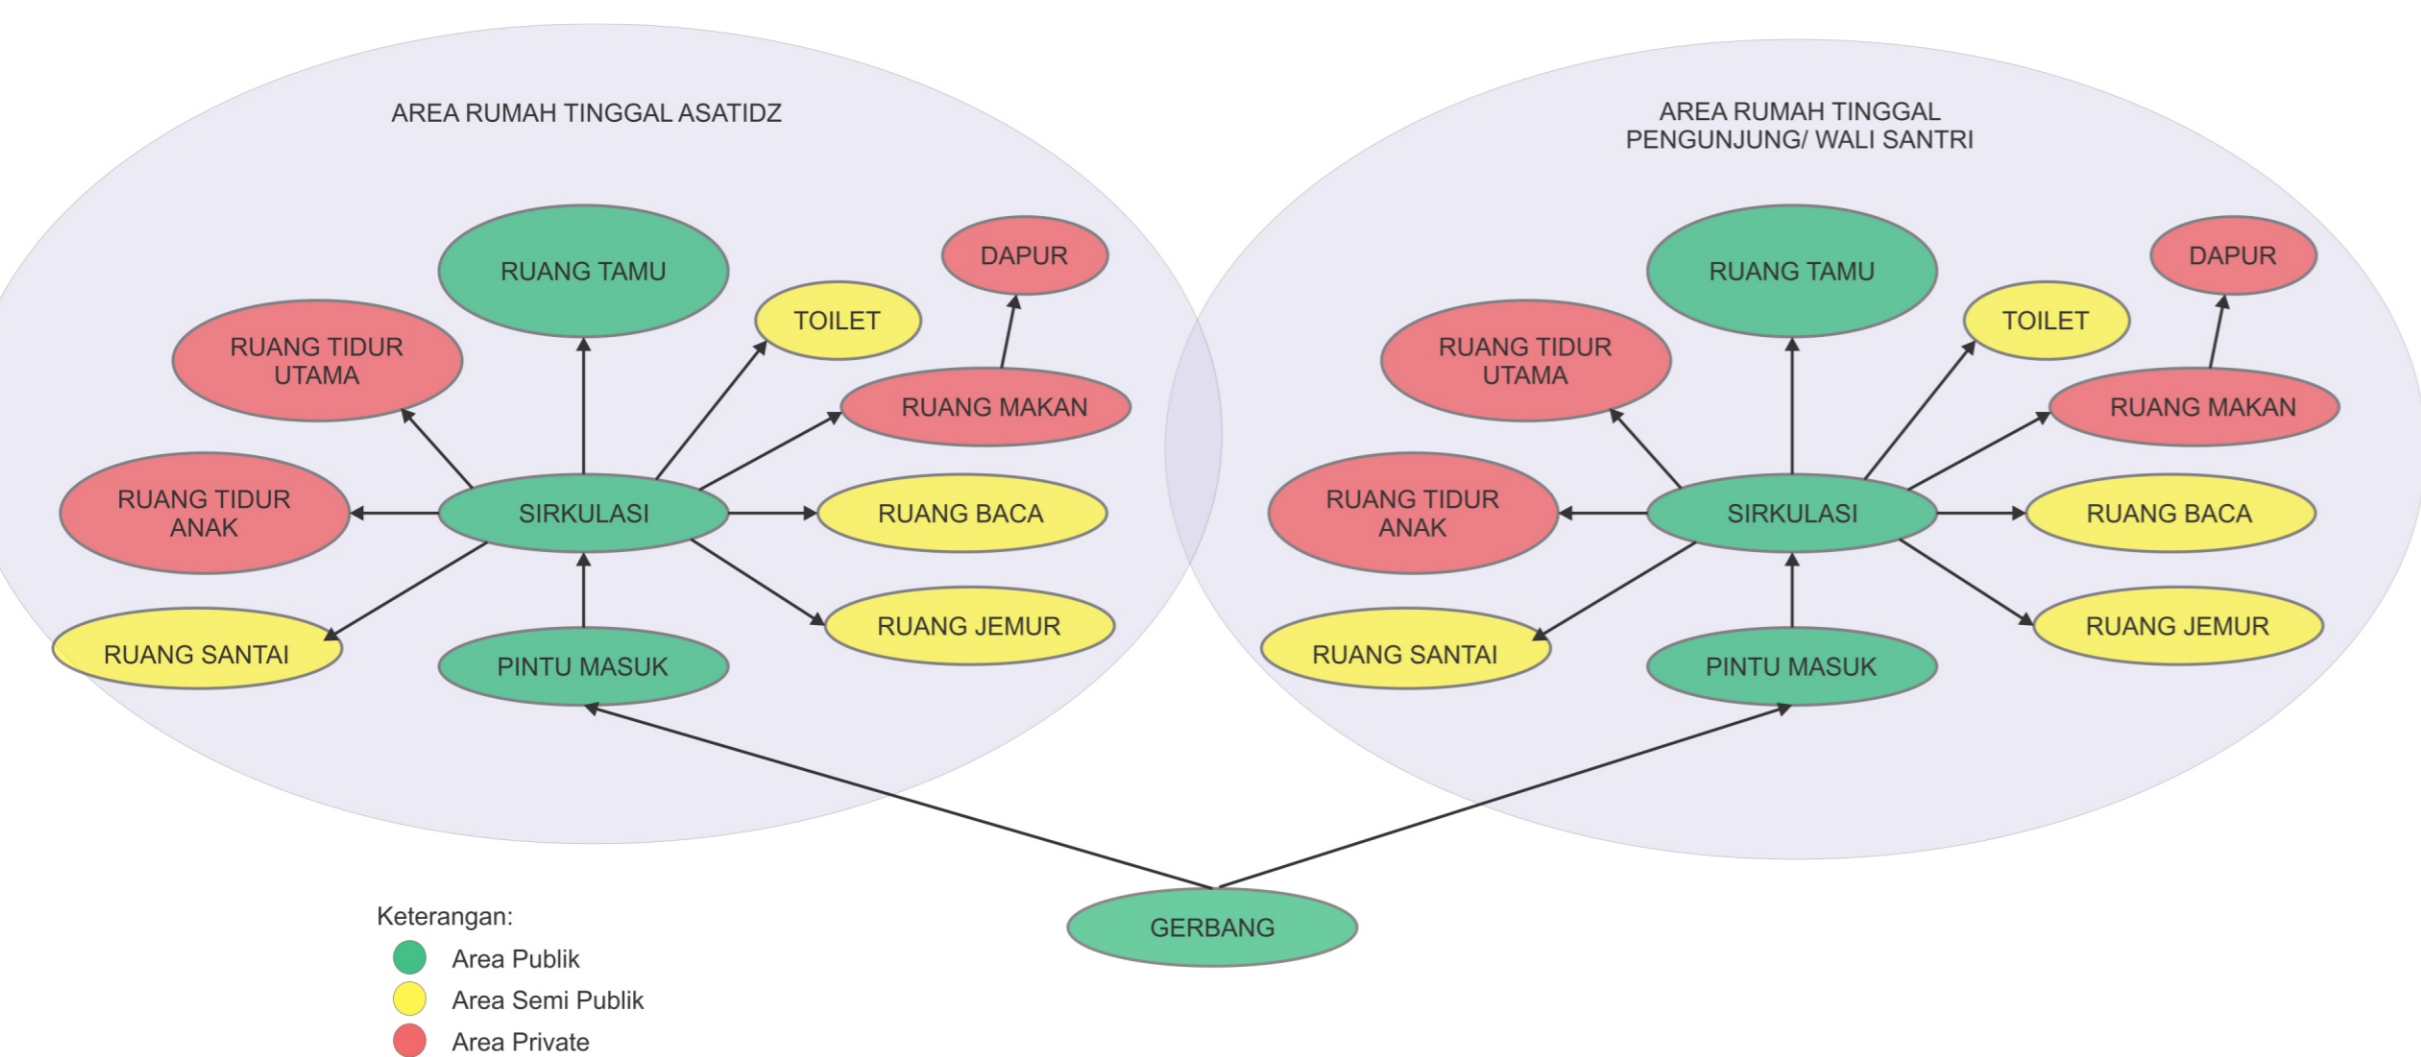 AREA RUMAH TINGGAL ASATIDZ
RUANG TAMU
DAPUR
TOILET
RUANG TIDUR
UTAMA
RUANG MAKAN
RUANG TIDUR
ANAK
SIRKULASI
RUANG BACA
RUANG JEMUR
RUANG SANTAI
PINTU MASUK
AREA RUMAH TINGGAL
PENGUNJUNG/ WALI SANTRI
RUANG TAMU
DAPUR
TOILET
RUANG TIDUR
UTAMA
RUANG MAKAN
RUANG TIDUR
ANAK
SIRKULASI
RUANG BACA
RUANG JEMUR
RUANG SANTAI
PINTU MASUK
GERBANG
Keterangan:
Area Publik
Area Semi Publik
Area Private